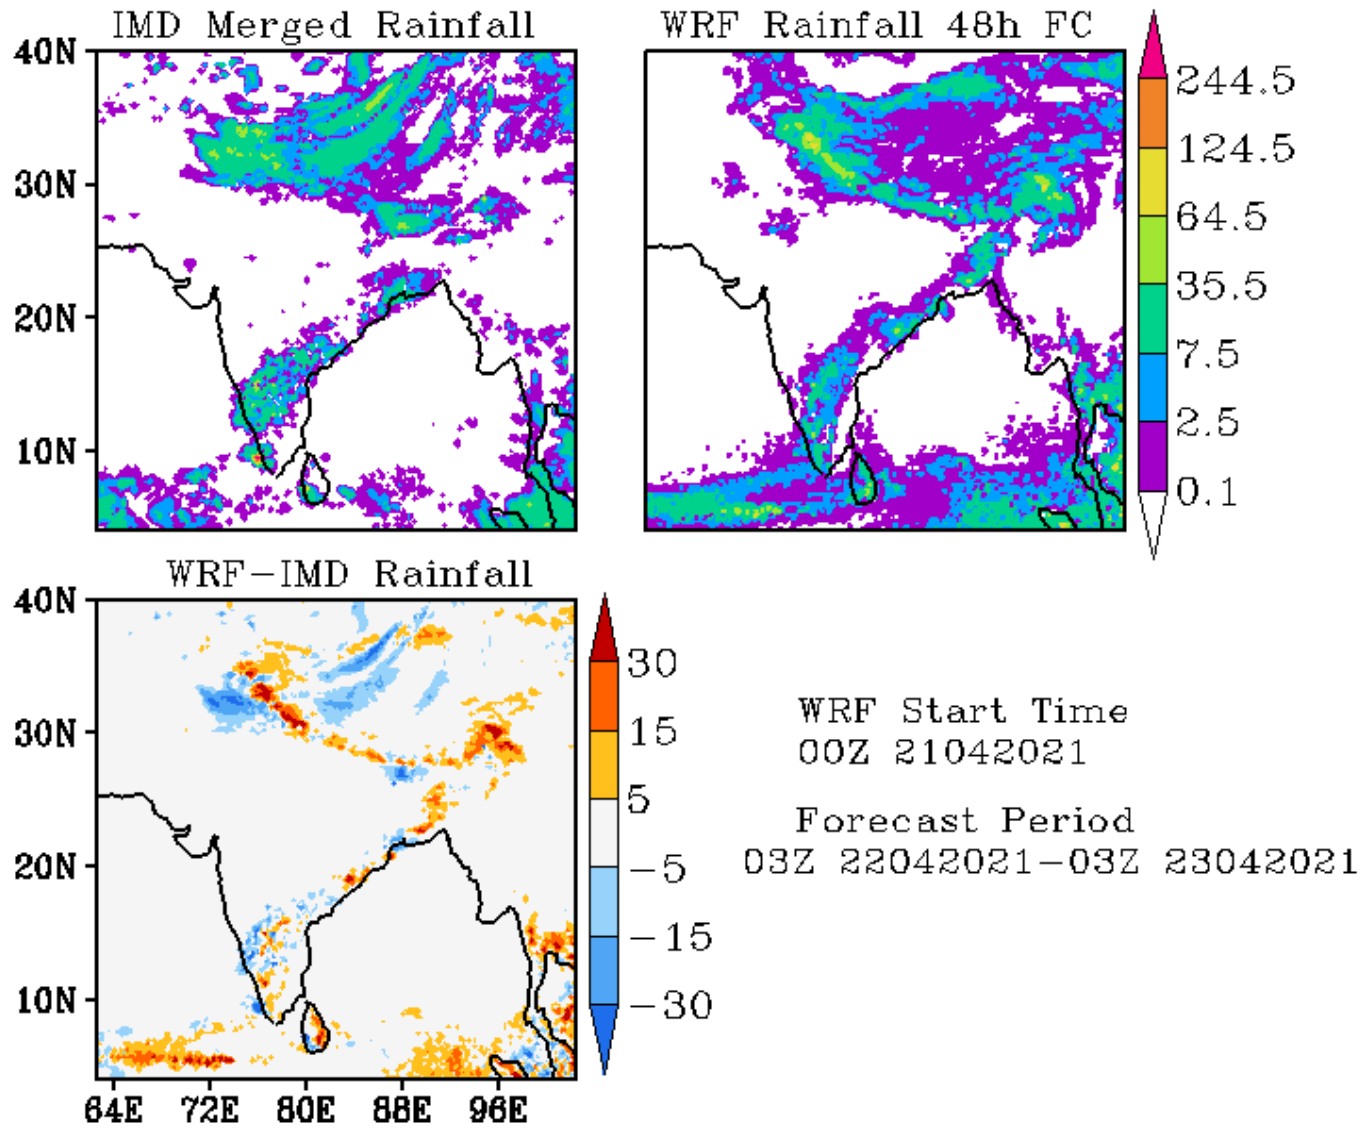 IMD Merged Rainfall
WRF Rainfall 48h FC
40N
30N
20N
10N
244.5
124.5
64.5
35.5
7.5
2.5
0.1
WRF-IMD Rainfall
40N
30N
20N
10N
64E 72E 80E 88E 96E
30
15
5
-5
-15
-30
WRF Start Time
00Z 21042021
Forecast Period
03Z 22042021-03Z 23042021